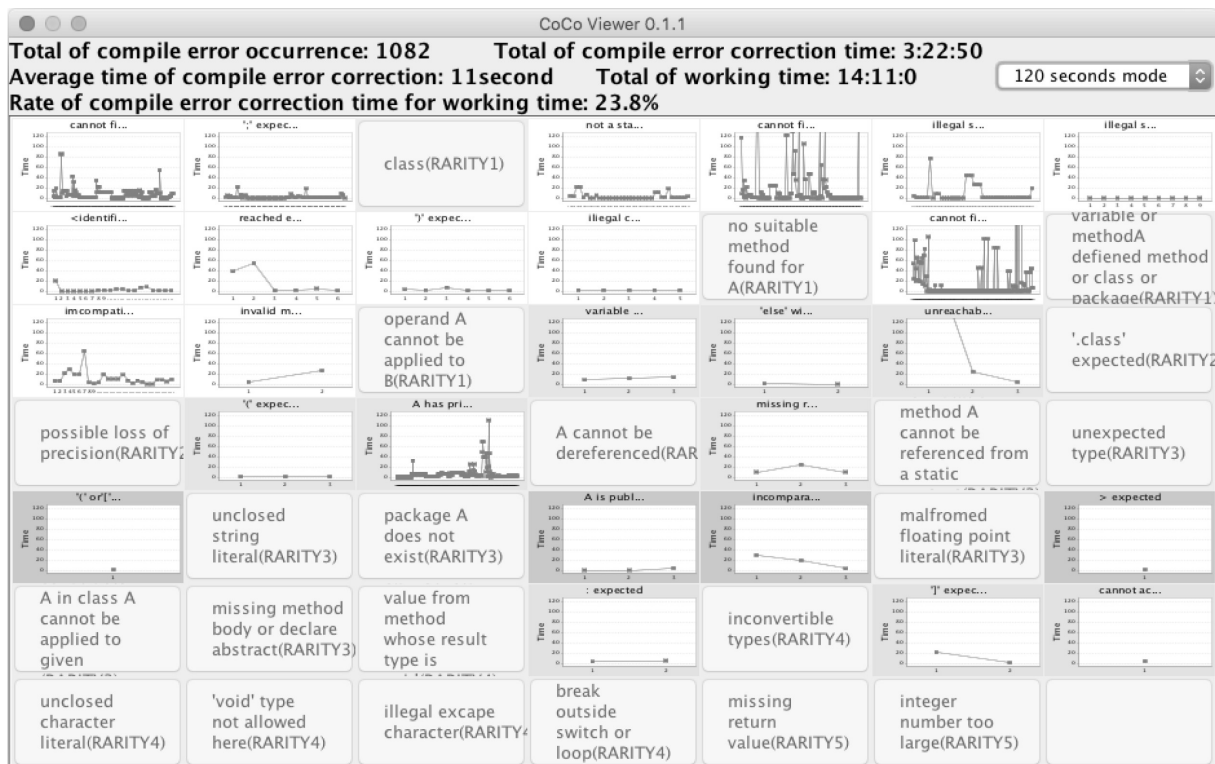 CoCo Viewer 0.1.1
Total of compile error occurrence: 1082 Total of compile error correction time: 3:22:50
Average time of compile error correction: 11second Total of working time: 14:11:0
120 seconds mode
Rate of compile error correction time for working time: 23.8%
cannot fi...
';' expec...
class(RARITY1)
not a sta...
cannot fi...
illegal s...
illegal s...
<identifi...
reached e...
')' expec...
illegal c...
no suitable
method
found for
A(RARITY1)
cannot fi...
variable or
methodA
defiened method
or class or
package(RARITY1)
imcompati...
invalid m...
operand A
cannot be
applied to
B(RARITY1)
variable ...
'else' wi...
unreachab...
'.class'
expected(RARITY2
possible loss of
precision(RARITY2
'(' expec...
A has pri...
A cannot be
dereferenced(RAR
missing r...
method A
cannot be
referenced from
a static
unexpected
type(RARITY3)
'(' or'['...
unclosed
string
literal(RARITY3)
package A
does not
exist(RARITY3)
A is publ...
incompara...
malfromed
floating point
literal(RARITY3)
> expected
A in class A
cannot be
applied to
given
missing method
body or declare
abstract(RARITY3)
value from
method
whose result
type is
: expected
inconvertible
types(RARITY4)
']' expec...
cannot ac...
unclosed
character
literal(RARITY4)
'void' type
not allowed
here(RARITY4)
illegal excape
character(RARITY4
break
outside
switch or
loop(RARITY4)
missing
return
value(RARITY5)
integer
number too
large(RARITY5)